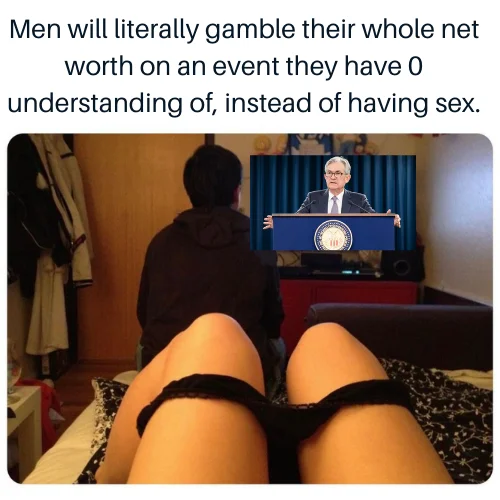 Men will literally gamble their whole net
worth on an event they have 0
understanding of, instead of having sex.